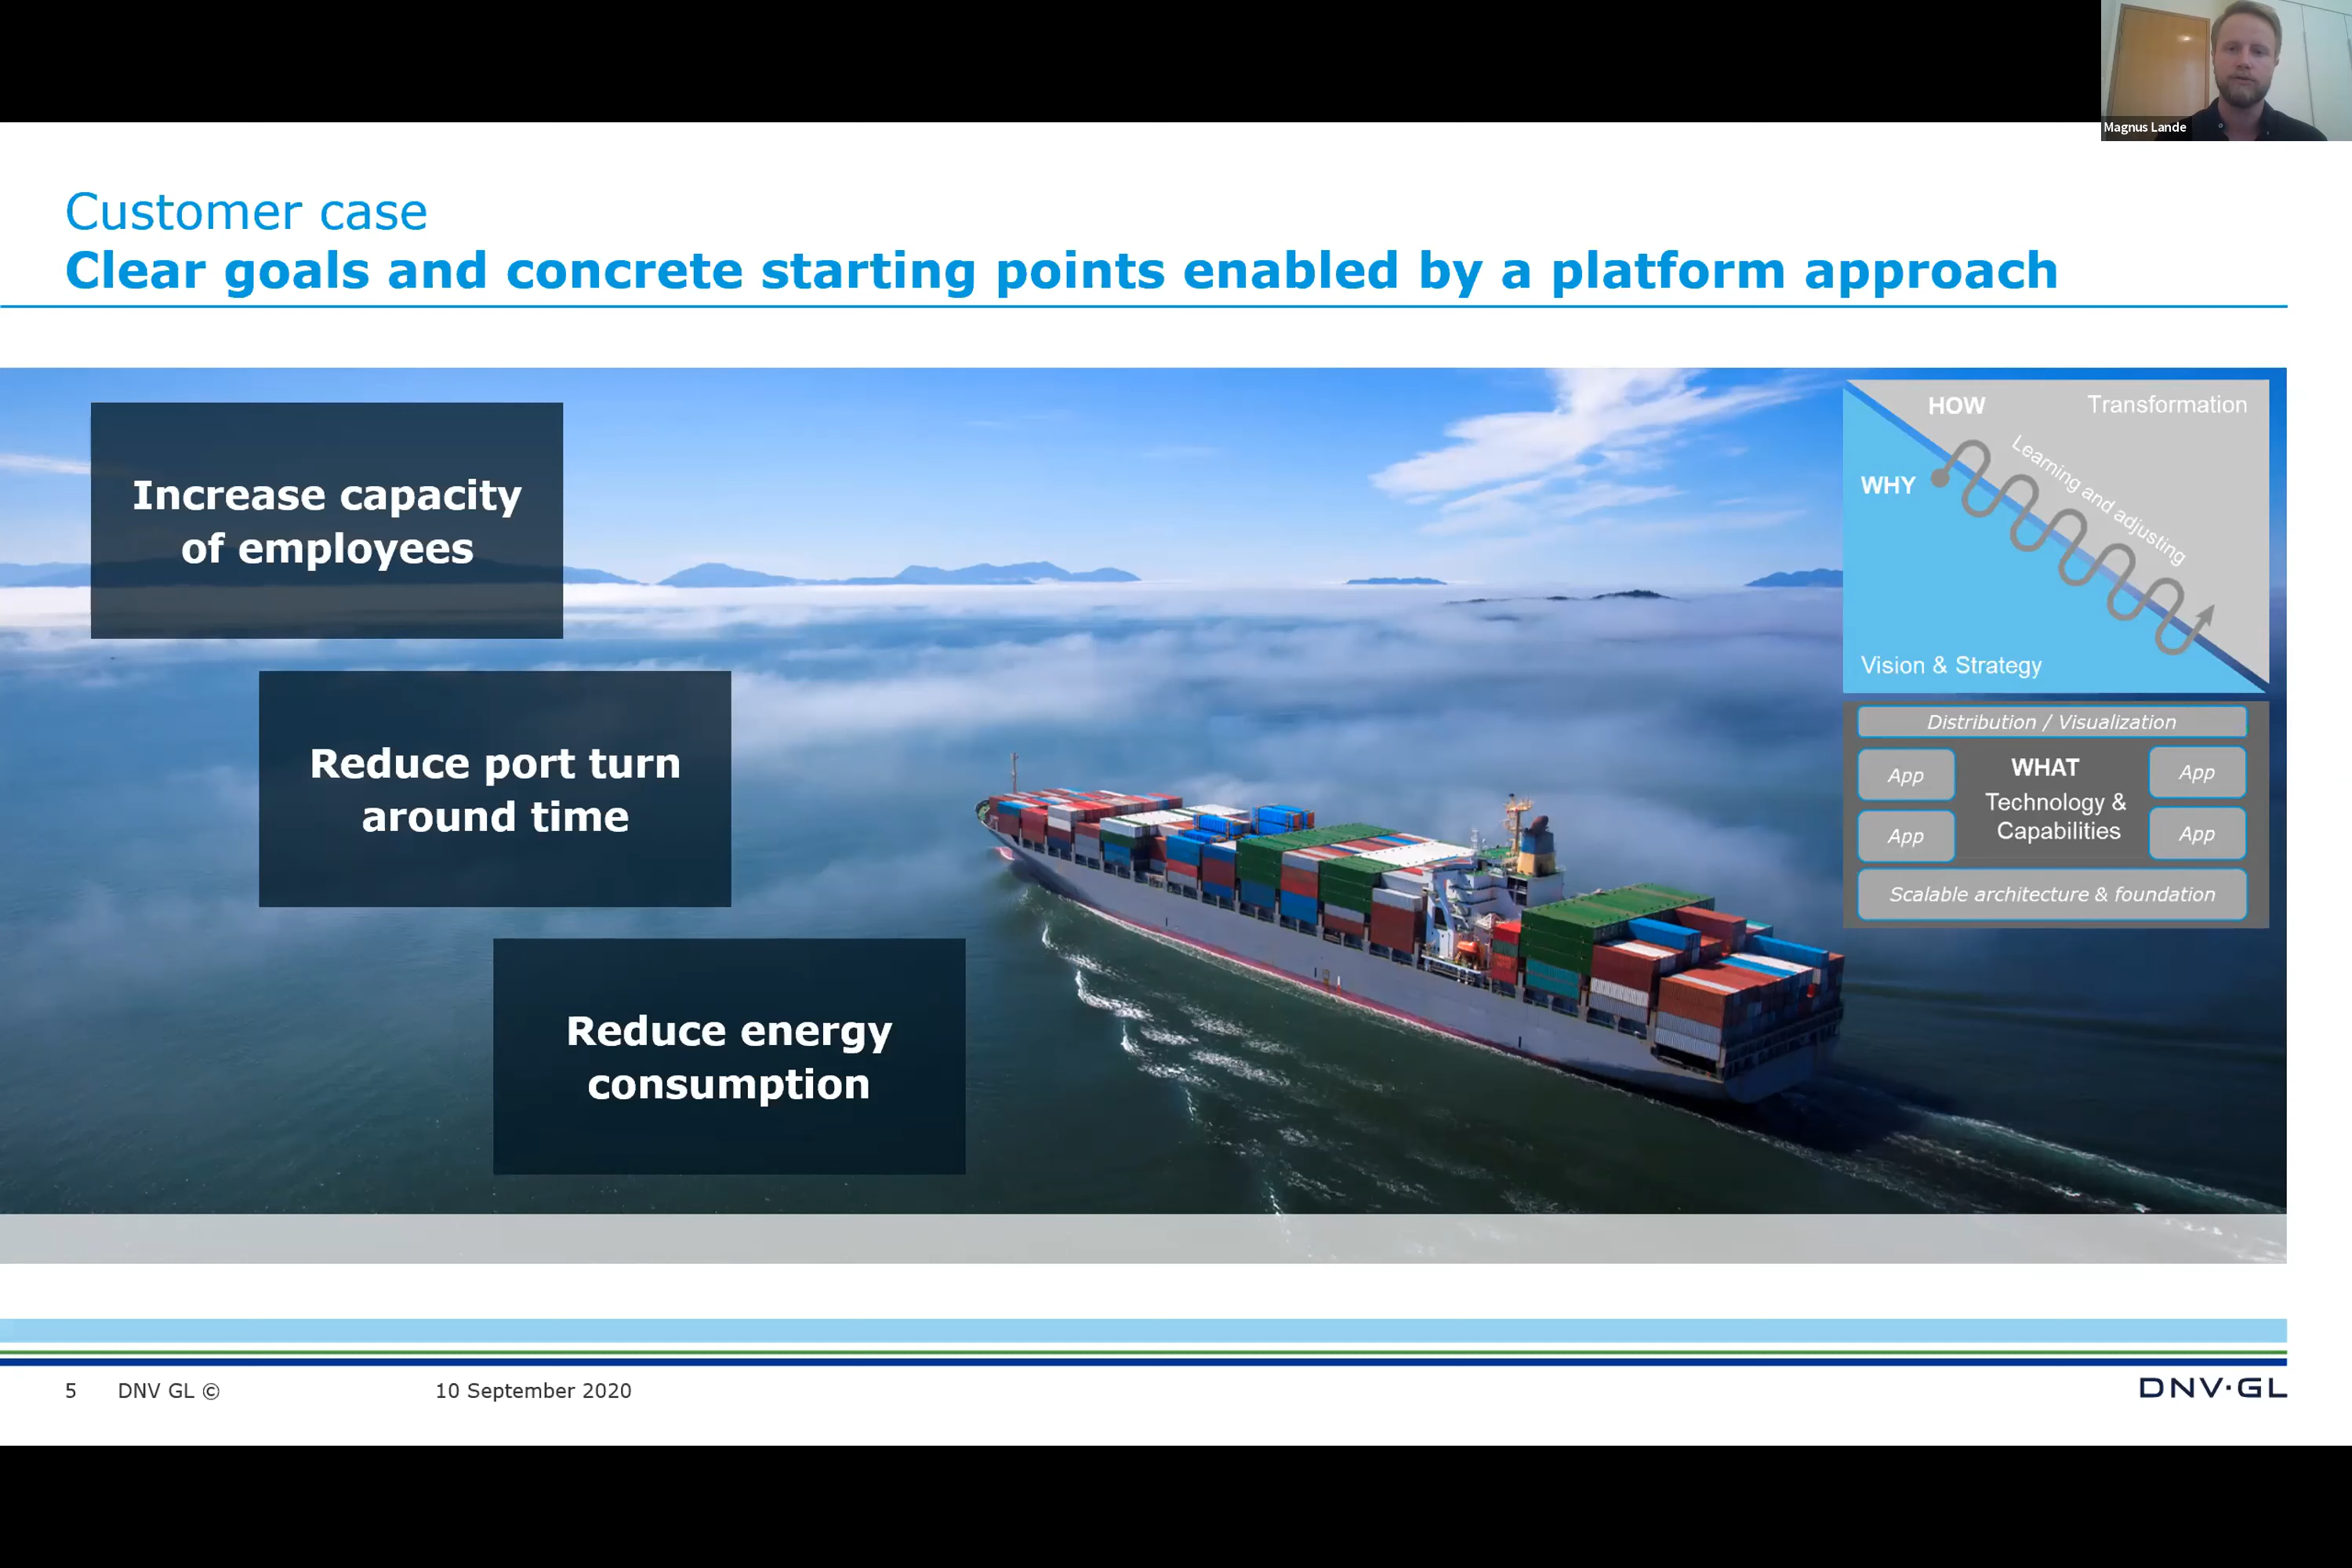 Magnus Lande
Customer case
Clear goals and concrete starting points enabled by a platform approach
Increase capacity
of employees
Reduce port turn
around time
Reduce energy
consumption
HOW
Transformation
Learning and adjusting
WHY
Vision & Strategy
Distribution / Visualization
App
WHAT
App
Technology &
Capabilities
App
App
Scalable architecture & foundation
5 DNV GL © 10 September 2020
DNV·GL